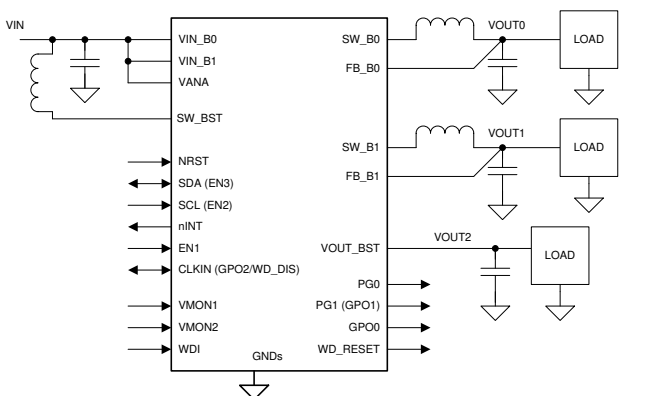 VIN
VIN_B0
VIN_B1
VANA
SW_BST
NRST
SDA (EN3)
SCL (EN2)
nINT
EN1
CLKIN (GPO2/WD_DIS)
VMON1
VMON2
WDI
GNDs
SW_B0
FB_B0
SW_B1
FB_B1
VOUT_BST
PG0
PG1 (GPO1)
GPO0
WD_RESET
VOUT0
LOAD
VOUT1
LOAD
VOUT2
LOAD